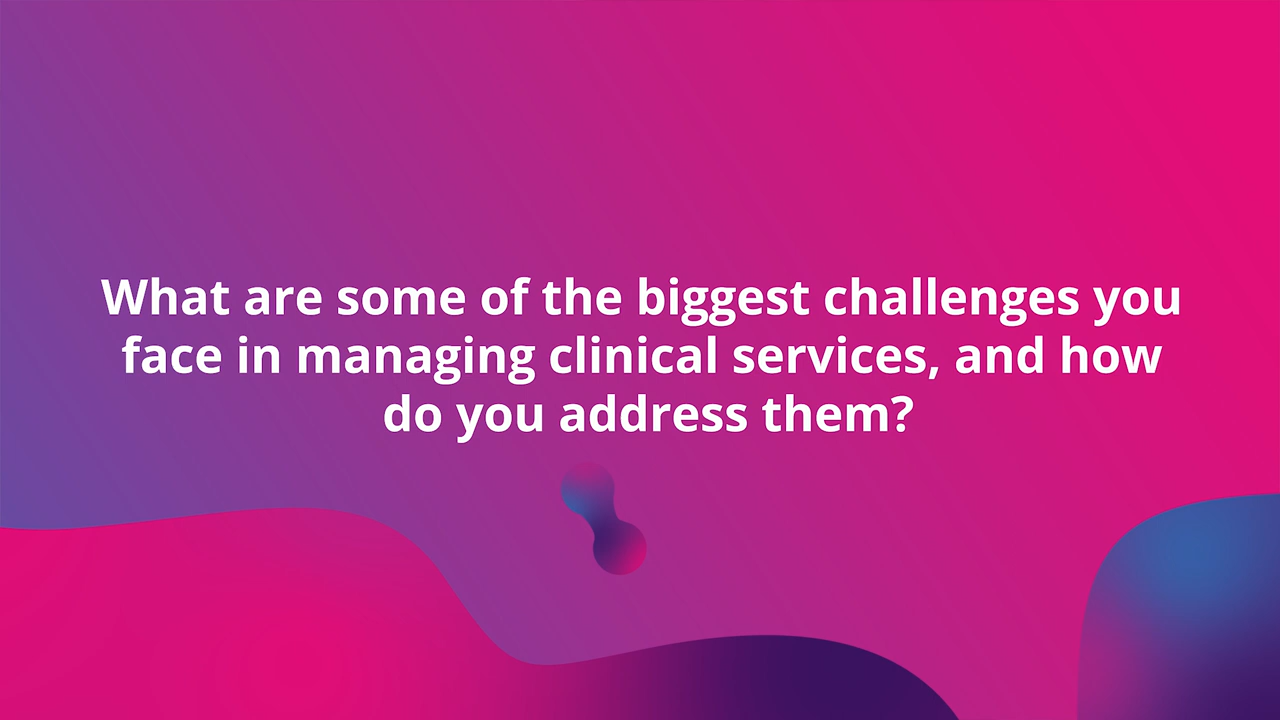 What are some of the biggest challenges you
face in managing clinical services, and how
do you address them?